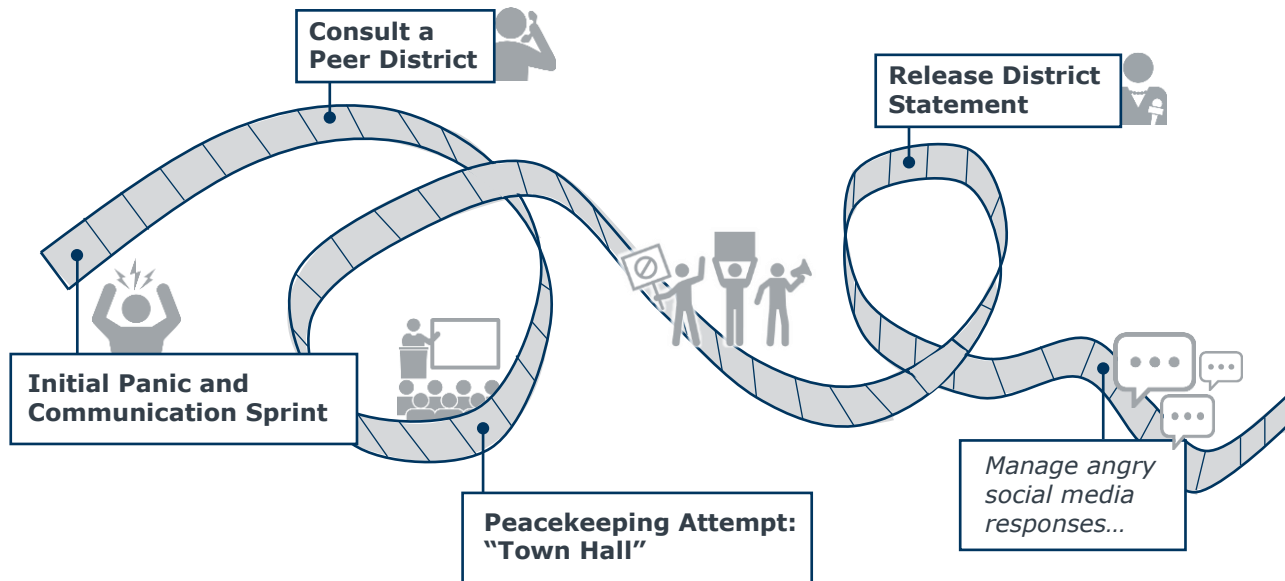 Consult a
Peer District
Release District
Statement
Initial Panic and
Communication Sprint
Peacekeeping Attempt:
“Town Hall”
Manage angry
social media
responses…